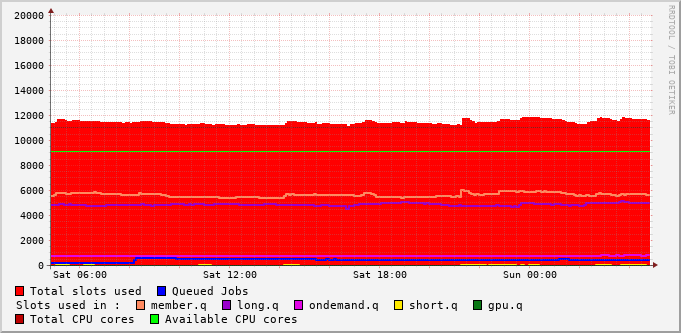 20000
18000
16000
14000
12000
10000
8000
6000
4000
2000
0
Sat 06:00 Sat 12:00 Sat 18:00 Sun 00:00
RRDTOOL / TOBI OETIKER
Total slots used Queued Jobs
Slots used in : member.q long.q ondemand.q short.q gpu.q
Total CPU cores Available CPU cores